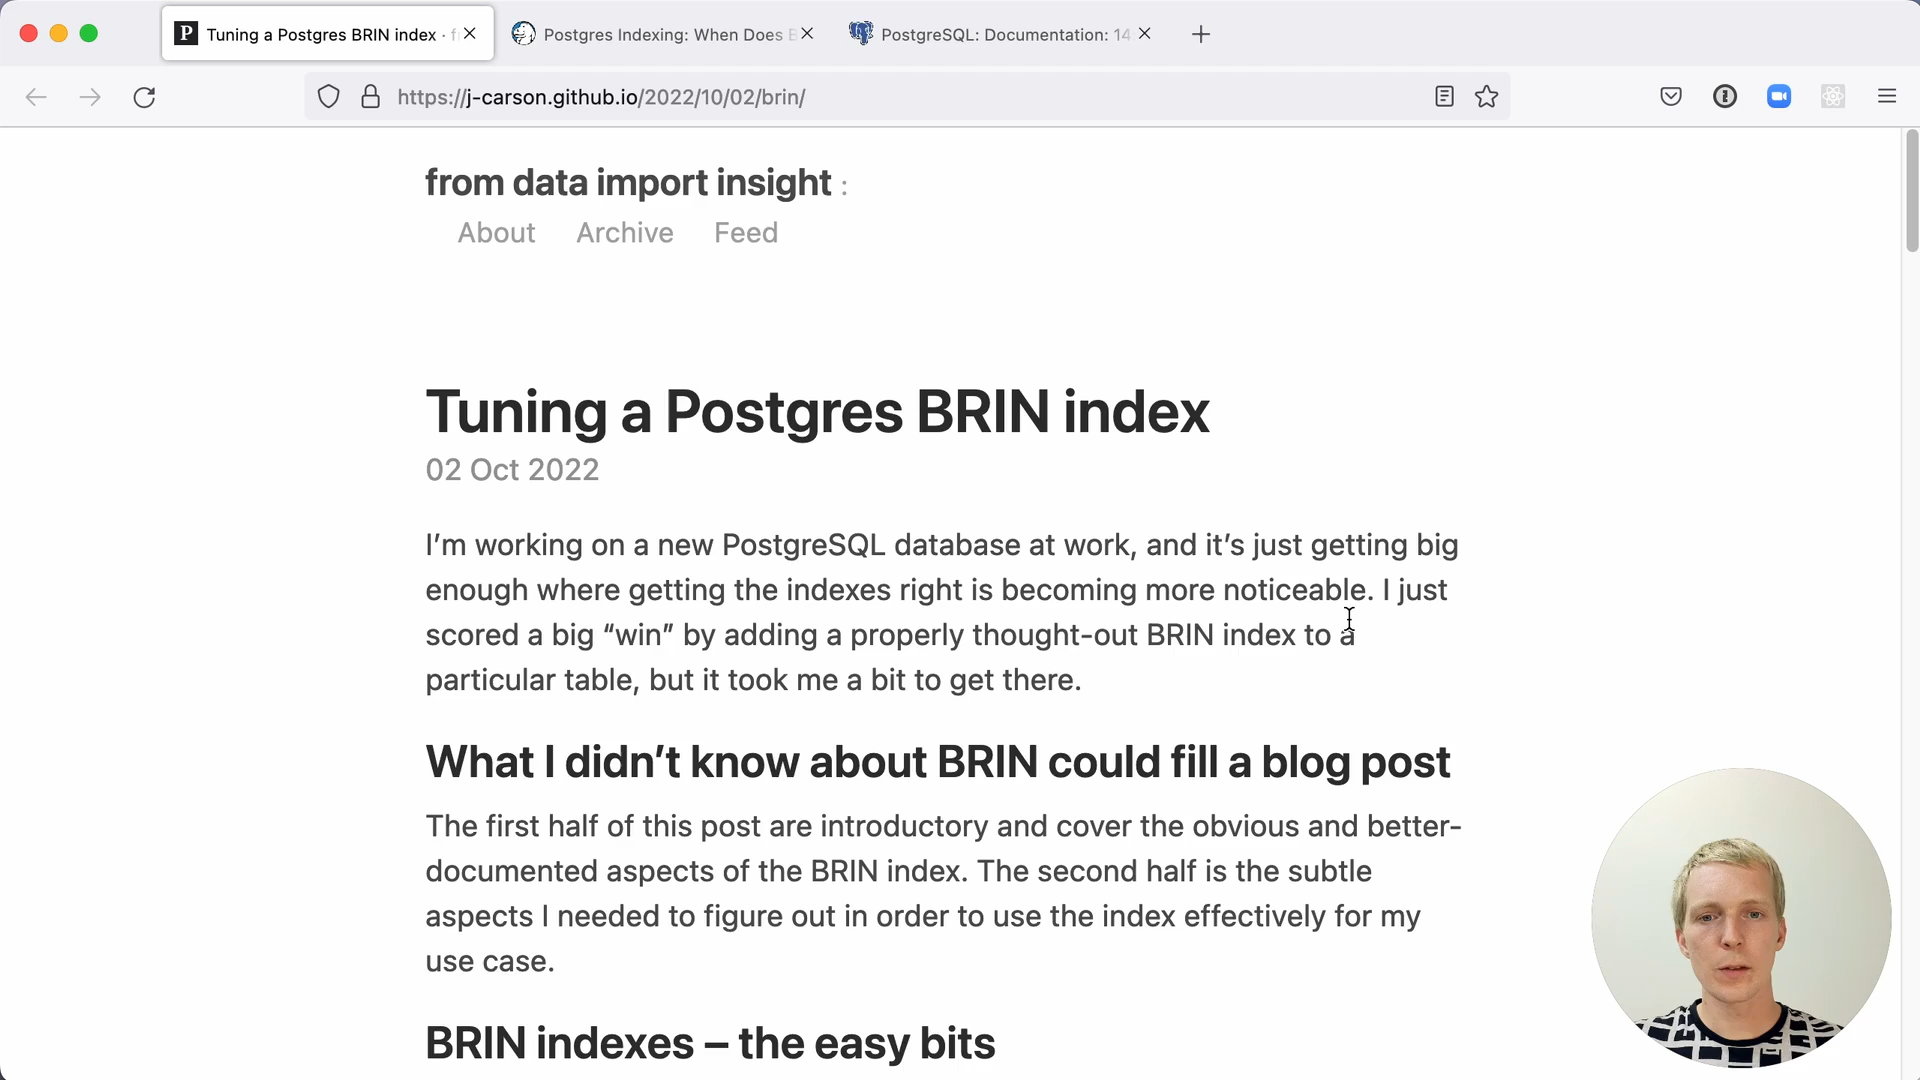 Tuning a Postgres BRIN index · f
Postgres Indexing: When Does B
PostgreSQL: Documentation: 14
https://j-carson.github.io/2022/10/02/brin/
from data import insight :
About Archive Feed
Tuning a Postgres BRIN index
02 Oct 2022
I’m working on a new PostgreSQL database at work, and it’s just getting big
enough where getting the indexes right is becoming more noticeable. I just
scored a big “win” by adding a properly thought-out BRIN index to a
particular table, but it took me a bit to get there.
What I didn’t know about BRIN could fill a blog post
The first half of this post are introductory and cover the obvious and better-
documented aspects of the BRIN index. The second half is the subtle
aspects I needed to figure out in order to use the index effectively for my
use case.
BRIN indexes – the easy bits